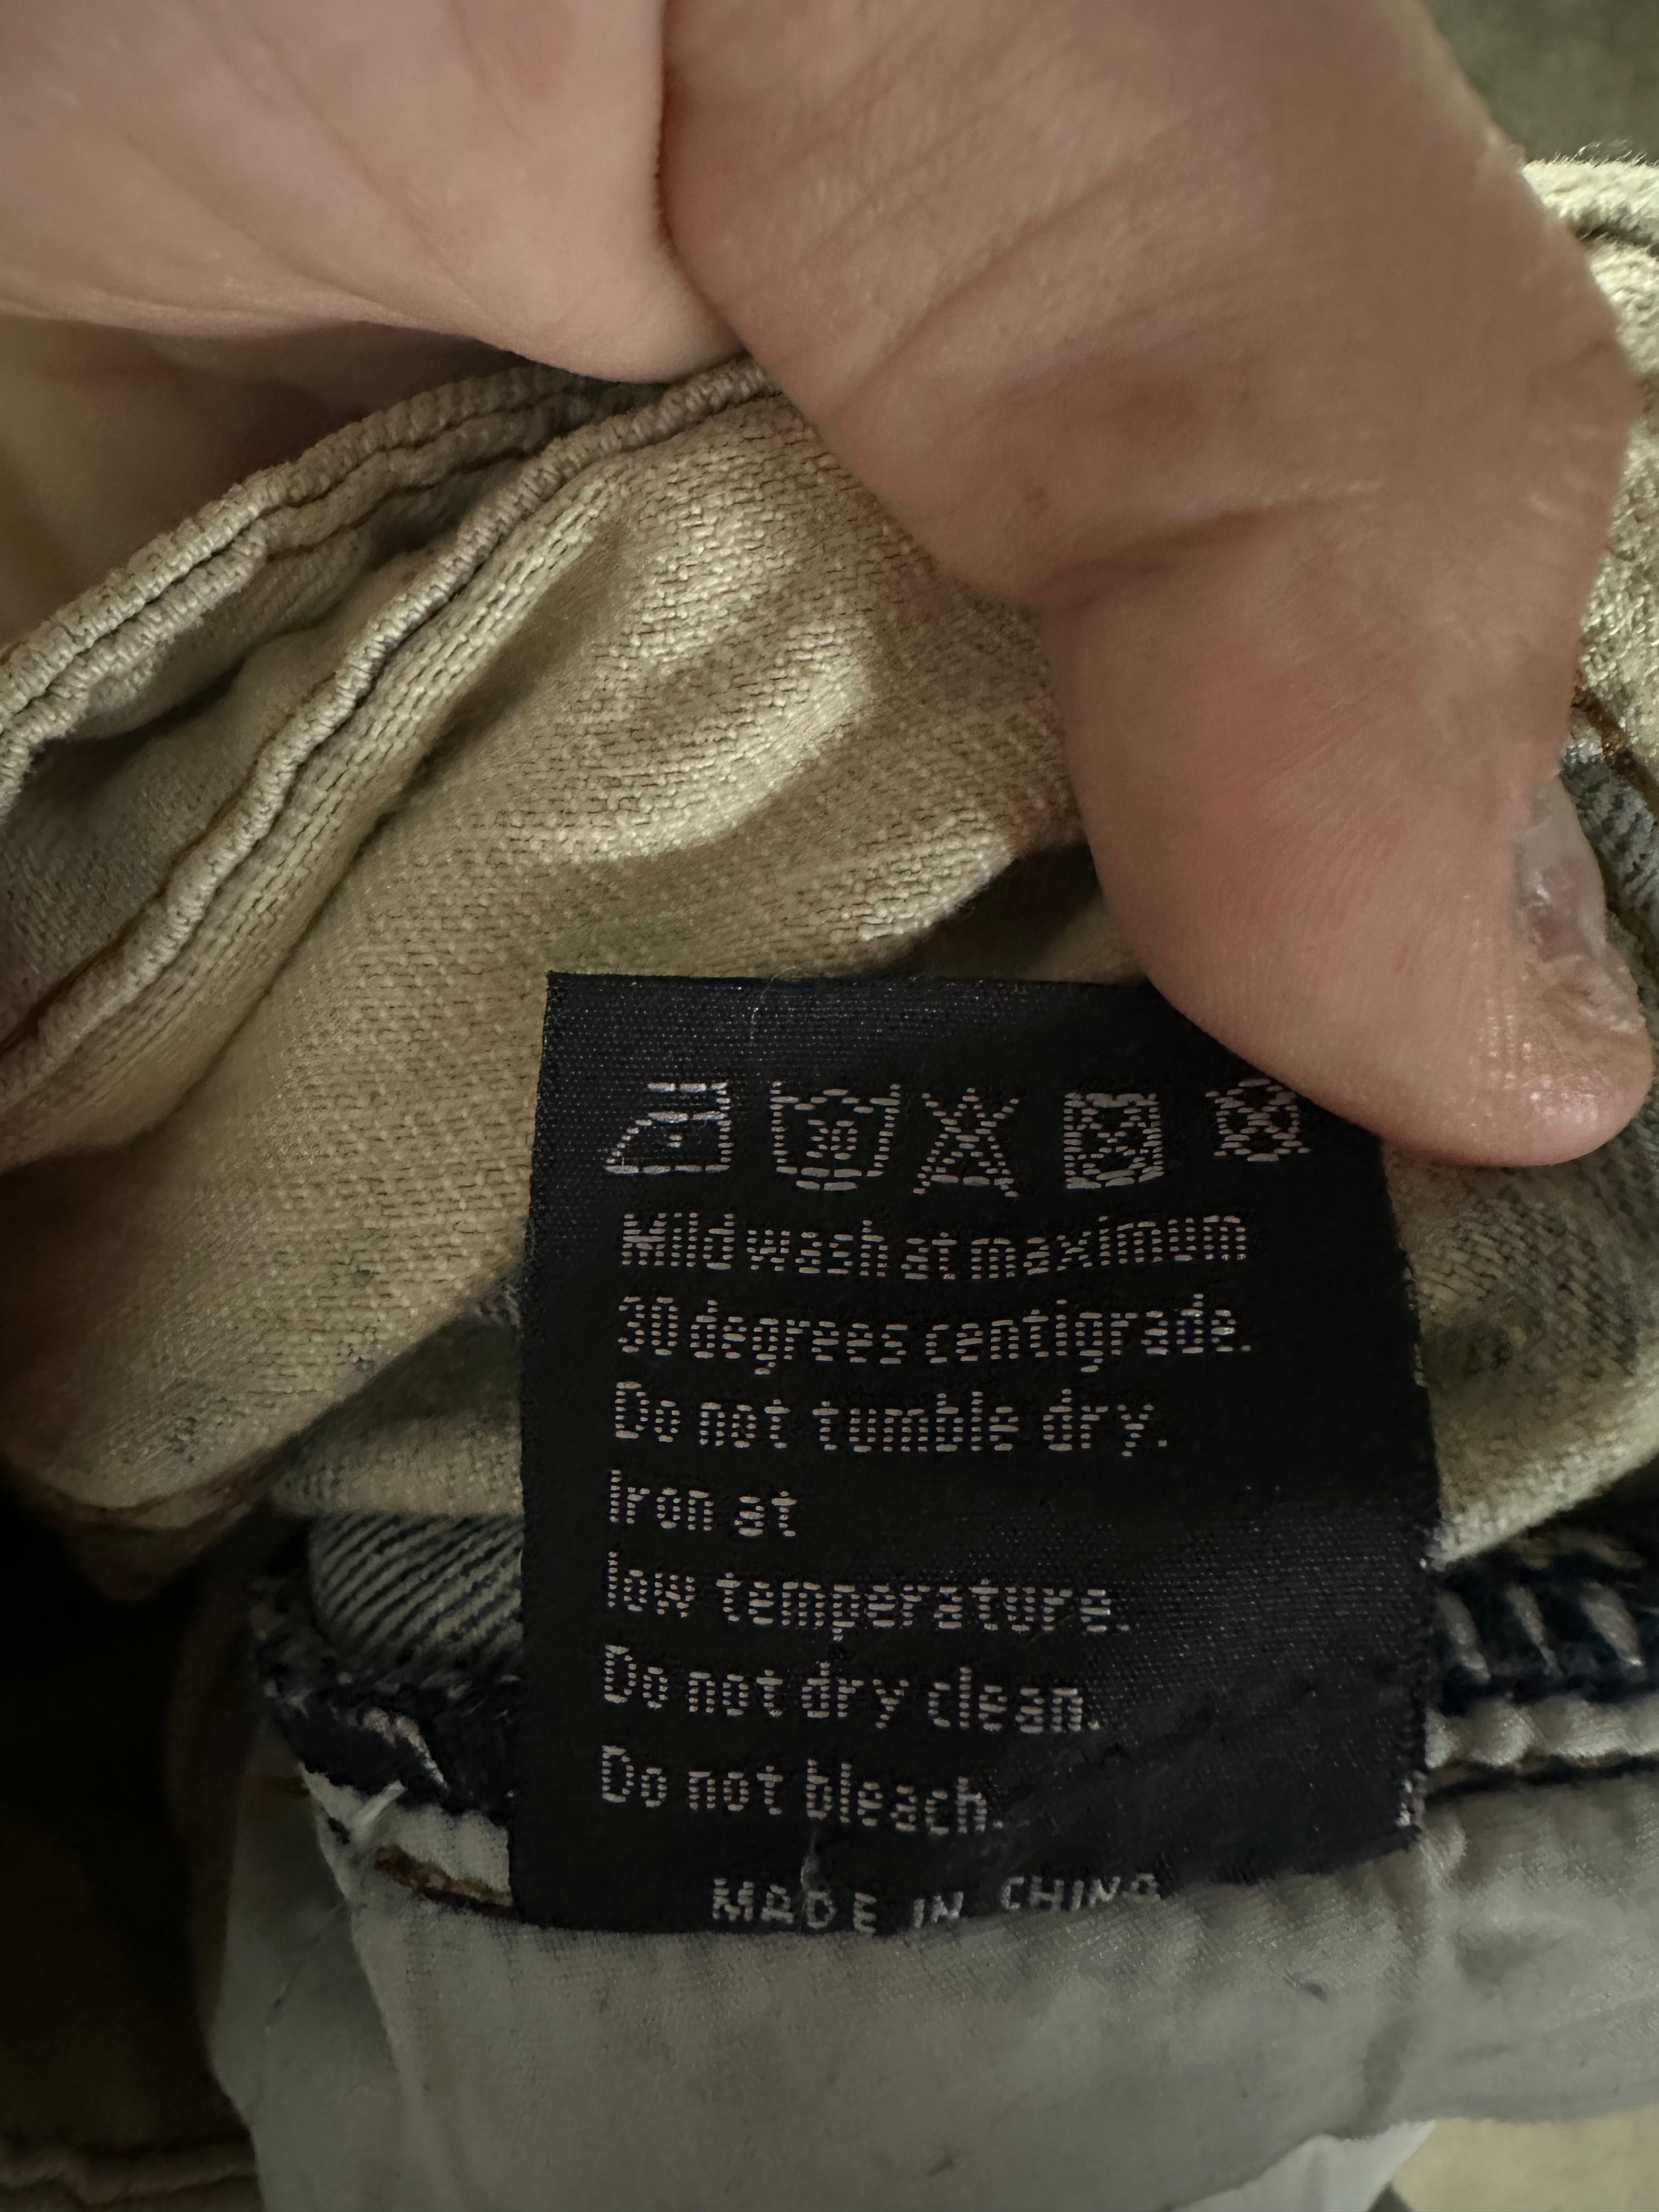 30
Mild wash at maximum
30 degrees centigrade.
Do not tumble dry.
Iron at
low temperature.
Do not dry clean.
Do not bleach.
MADE IN CHINA